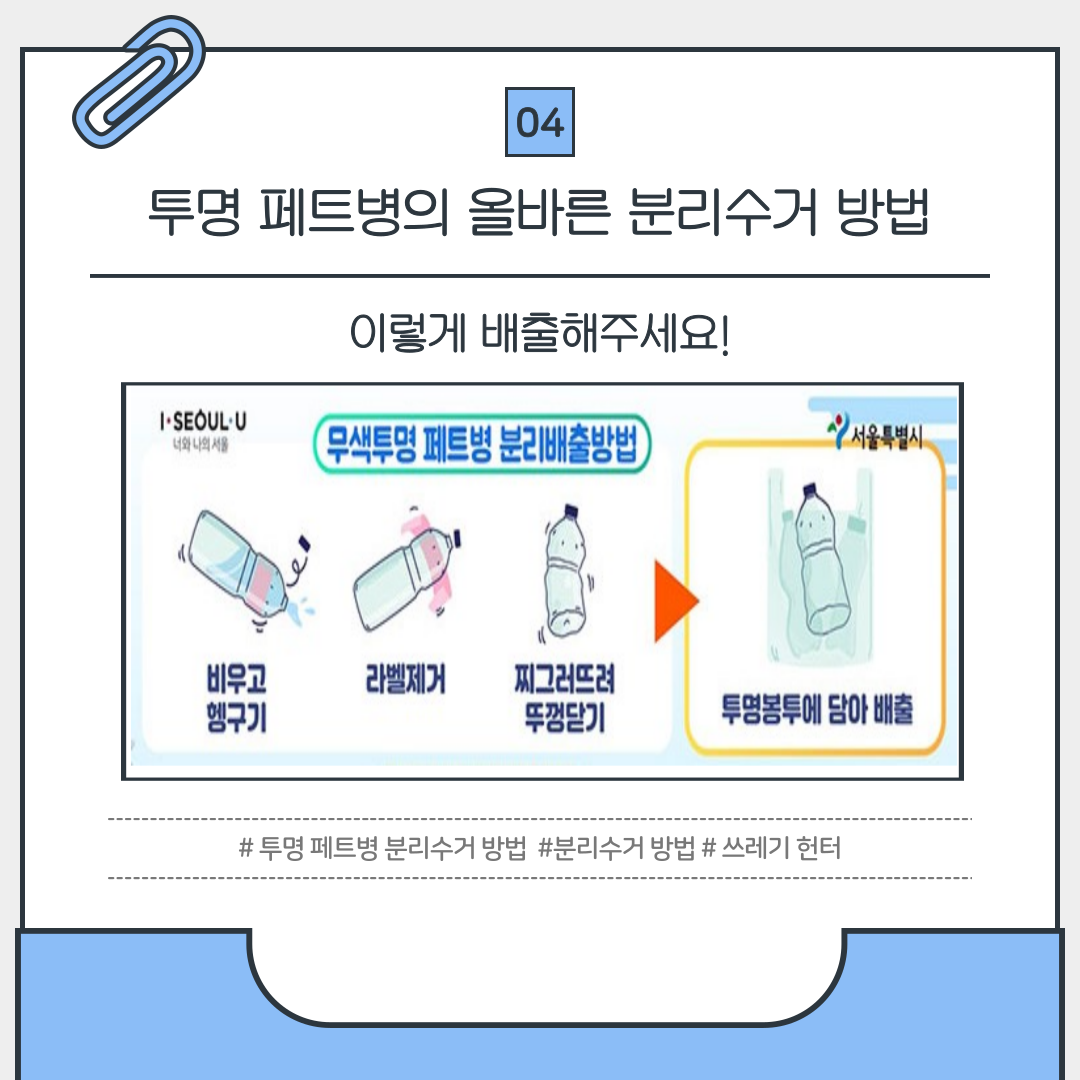 04
투명 페트병의 올바른 분리수거 방법
이렇게 배출해주세요!
I·SEOUL·U
너와 나의 서울
무색투명 페트병 분리배출방법
서울특별시
비우고
헹구기
라벨제거
찌그러뜨려
뚜껑닫기
투명봉투에 담아 배출
# 투명 페트병 분리수거 방법 #분리수거 방법 # 쓰레기 헌터